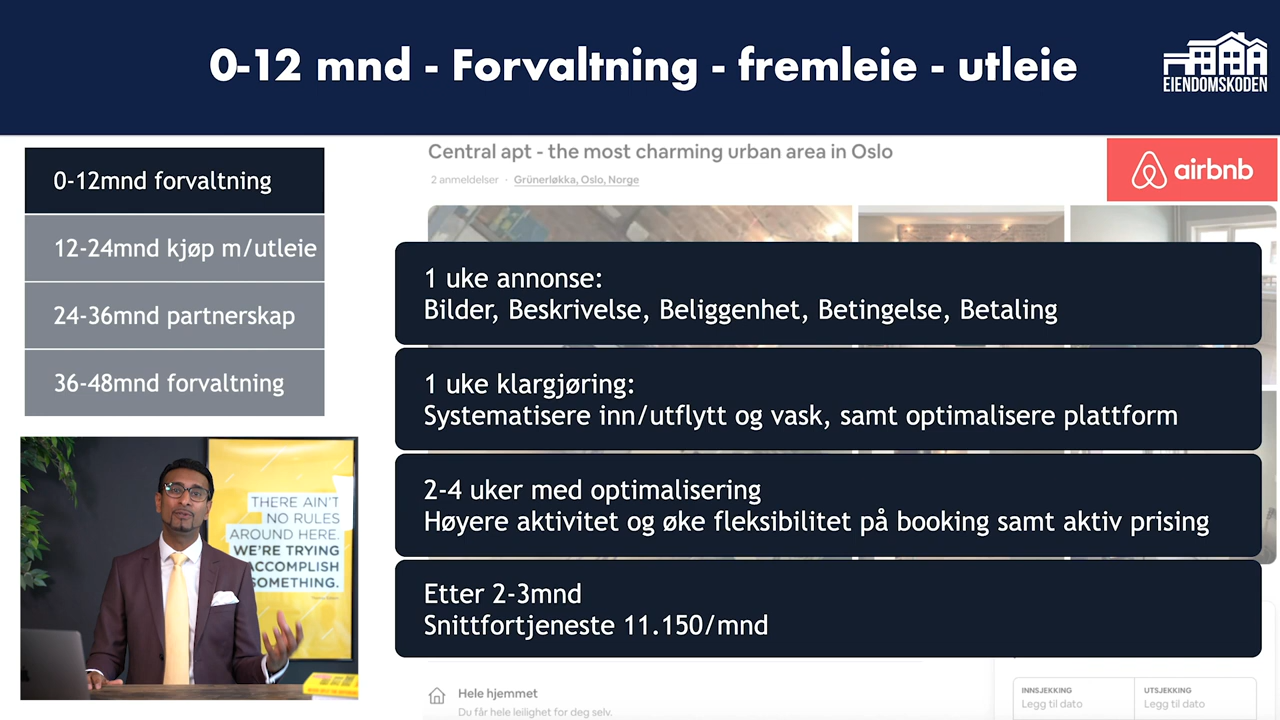 0-12 mnd - Forvaltning - fremleie - utleie
EIENDOMSKODEN
0-12mnd forvaltning
12-24mnd kjøp m/utleie
24-36mnd partnerskap
36-48mnd forvaltning
Central apt - the most charming urban area in Oslo
2 anmeldelser · Grünerløkka, Oslo, Norge
airbnb
1 uke annonse:
Bilder, Beskrivelse, Beliggenhet, Betingelse, Betaling
1 uke klargjøring:
Systematisere inn/utflytt og vask, samt optimalisere plattform
2-4 uker med optimalisering
Høyere aktivitet og øke fleksibilitet på booking samt aktiv prising
Etter 2-3mnd
Snittfortjeneste 11.150/mnd
THERE AIN'T
NO RULES
AROUND HERE.
WE'RE TRYING
ACCOMPLISH
SOMETHING.
Hele hjemmet
Du får hele leilighet for deg selv.
INNSJEKKING
Legg til dato
UTSJEKKING
Legg til dato